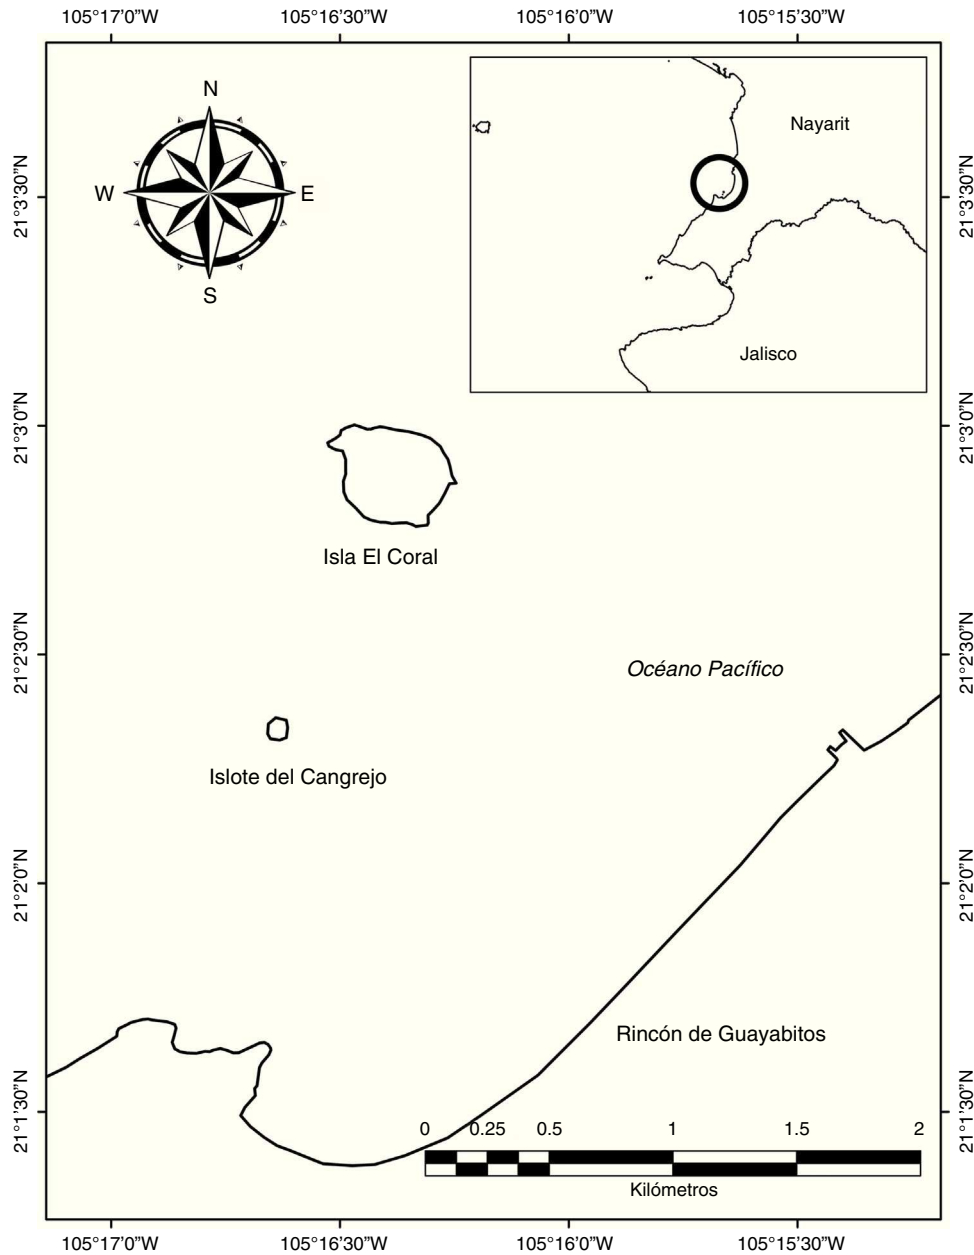 105°17'0"W 105°16'30"W 105°16'0"W 105°15'30"W
N
W E
S
Nayarit
Jalisco
21°3'30"N
21°3'30"N
21°3'0"N
21°3'0"N
Isla El Coral
21°2'30"N
21°2'30"N
Océano Pacífico
Islote del Cangrejo
21°2'0"N
21°2'0"N
Rincón de Guayabitos
21°1'30"N
21°1'30"N
0 0.25 0.5 1 1.5 2
Kilómetros
105°17'0"W 105°16'30"W 105°16'0"W 105°15'30"W